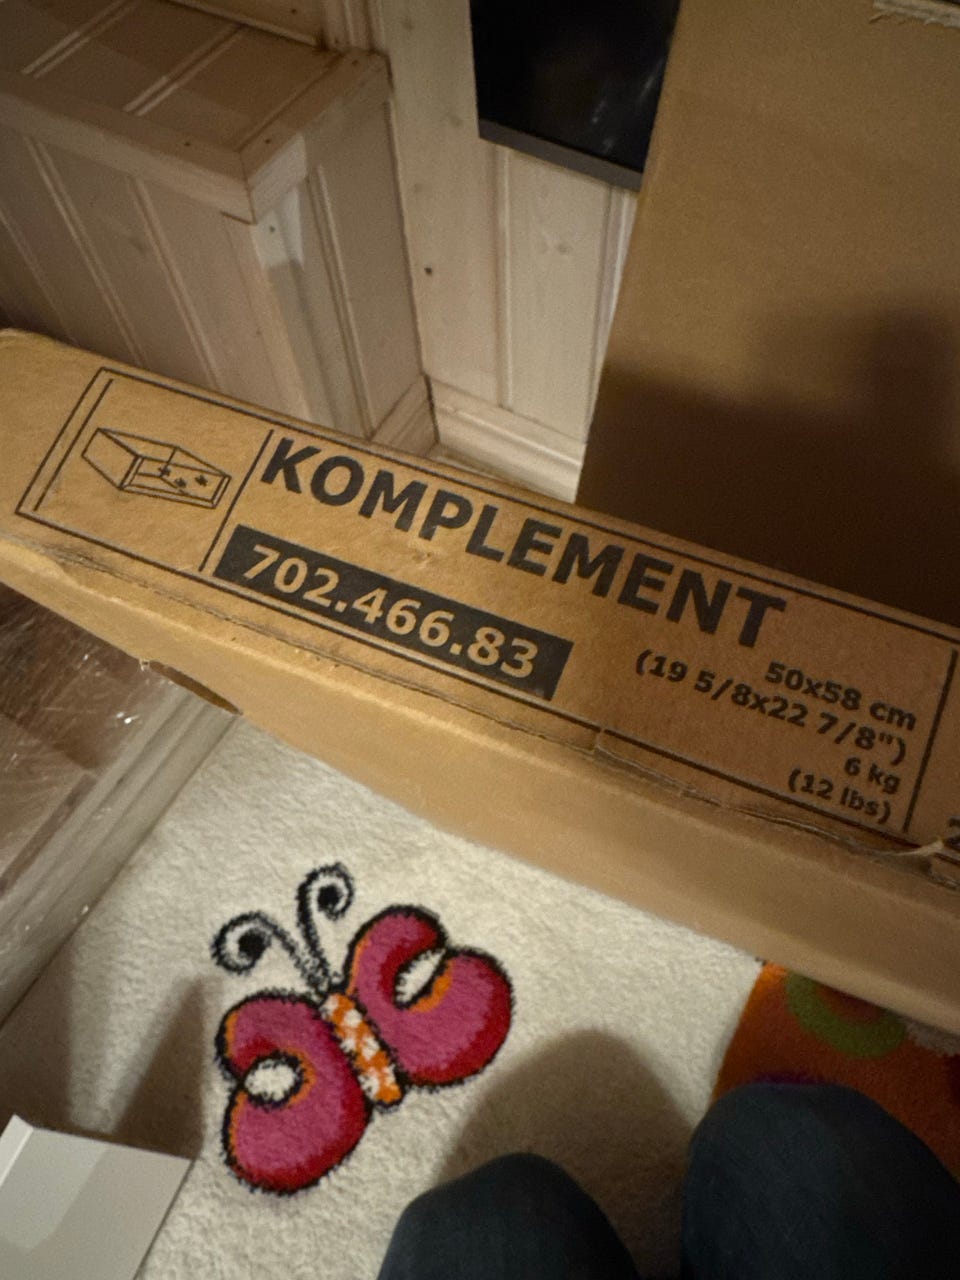 KOMPLEMENT
702.466.83
50x58 cm
(19 5/8x22 7/8")
6 kg
(12 lbs)